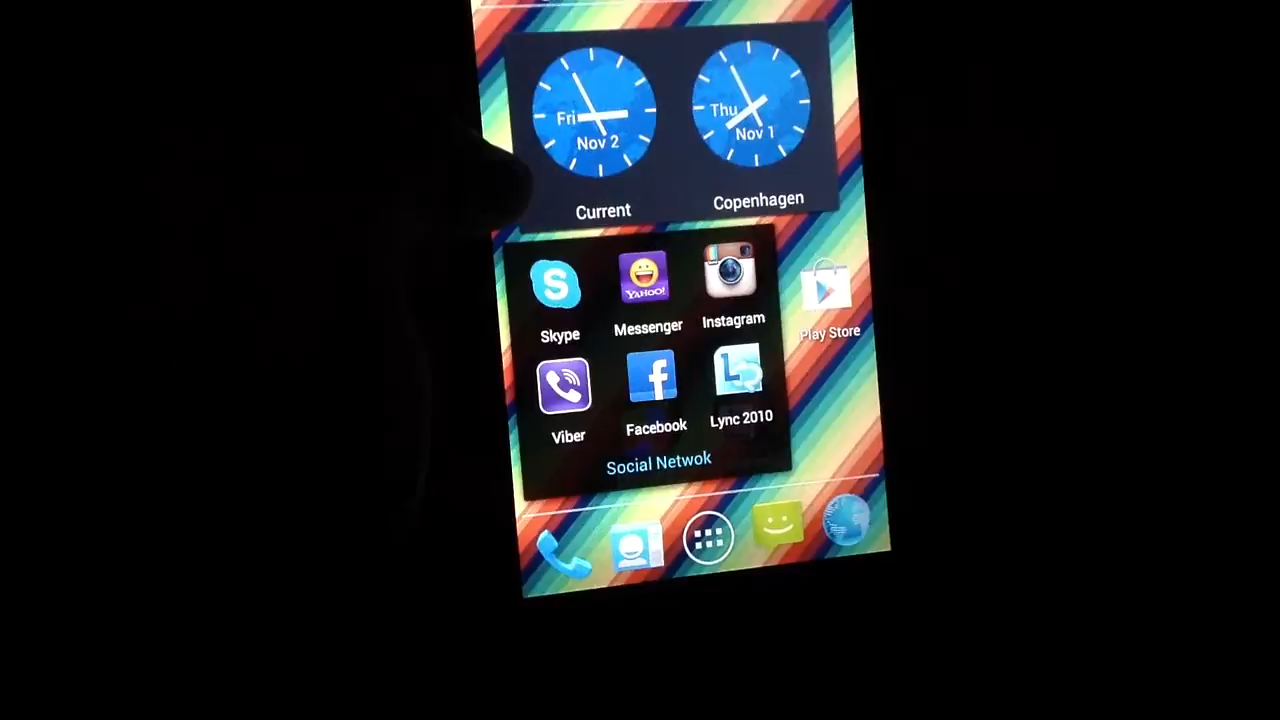 Fri
Nov 2
Thu
Nov 1
Current
Copenhagen
S
YAHOO!
Skype
Messenger
Instagram
Play Store
f
L
Viber
Facebook
Lync 2010
Social Netwok